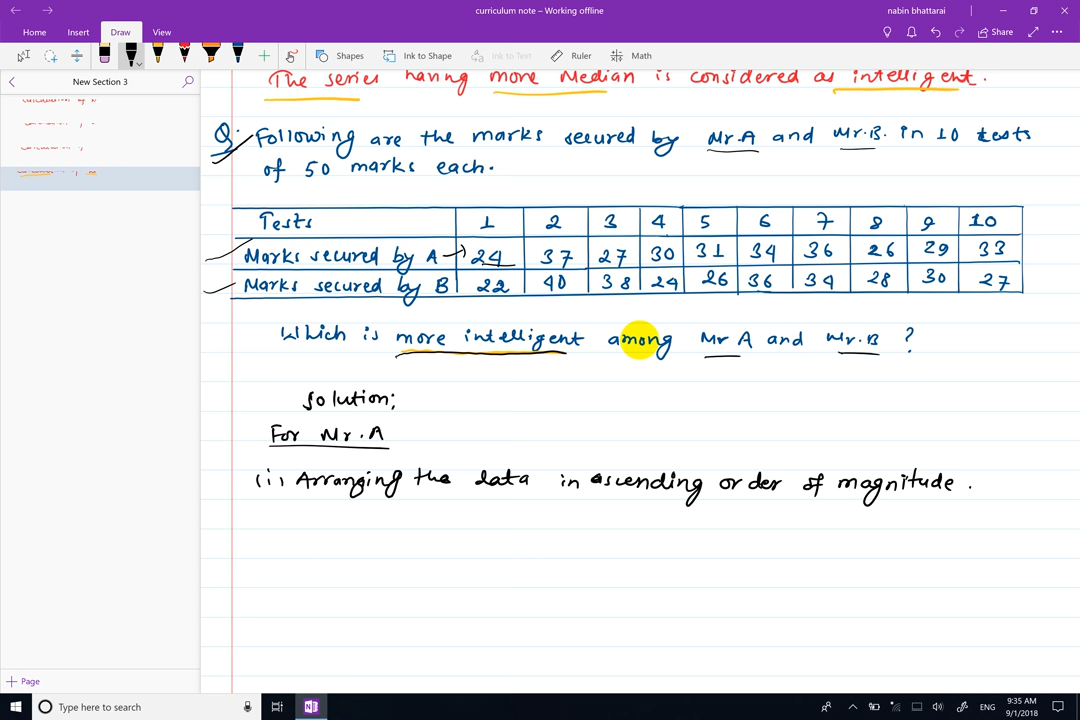 curriculum note – Working offline
nabin bhattarai
Home Insert Draw View
Share
Shapes Ink to Shape Ink to Text Ruler Math
New Section 3
The series having more Median is considered as intelligent.
Q. Following are the marks secured by Mr.A and Mr.B. in 10 tests
of 50 marks each.
Tests 1 2 3 4 5 6 7 8 9 10
Marks secured by A → 24 37 27 30 31 34 36 26 29 33
Marks secured by B 22 40 38 24 26 36 34 28 30 27
Which is more intelligent among Mr A and Mr.B ?
Solution;
For Mr.A
(i) Arranging the data in ascending order of magnitude.
+ Page
Type here to search
ENG
9:35 AM
9/1/2018